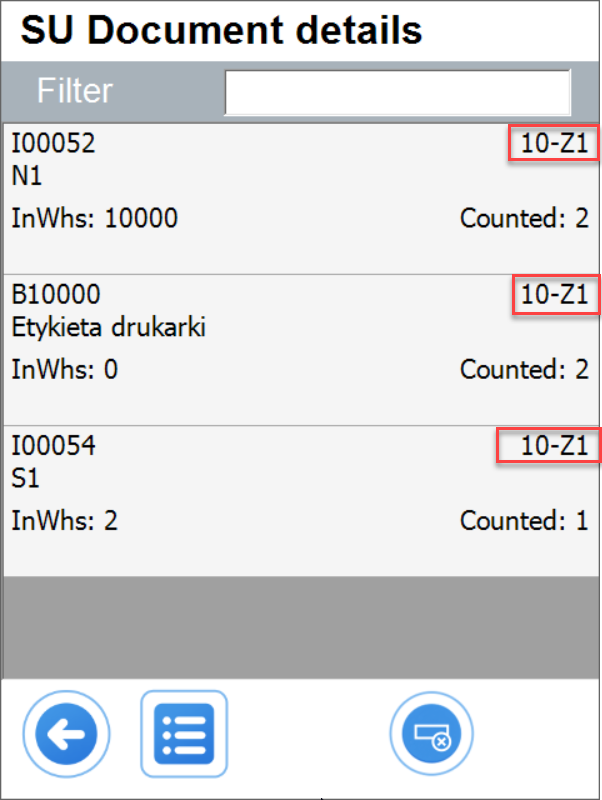 SU Document details
Filter
I00052 10-Z1
N1
InWhs: 10000 Counted: 2
B10000 10-Z1
Etykieta drukarki
InWhs: 0 Counted: 2
I00054 10-Z1
S1
InWhs: 2 Counted: 1